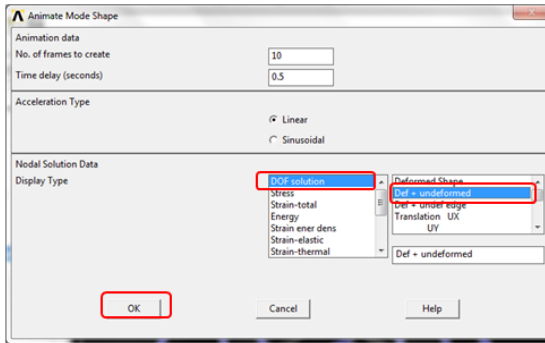 Animate Mode Shape
Animation data
No. of frames to create 10
Time delay (seconds) 0.5
Acceleration Type
Linear
Sinusoidal
Nodal Solution Data
Display Type
DOF solution
Stress
Strain-total
Energy
Strain ener dens
Strain-elastic
Strain-thermal
Deformed Shape
Def + undeformed
Def + undef edge
Translation UX
UY
Def + undeformed
OK Cancel Help